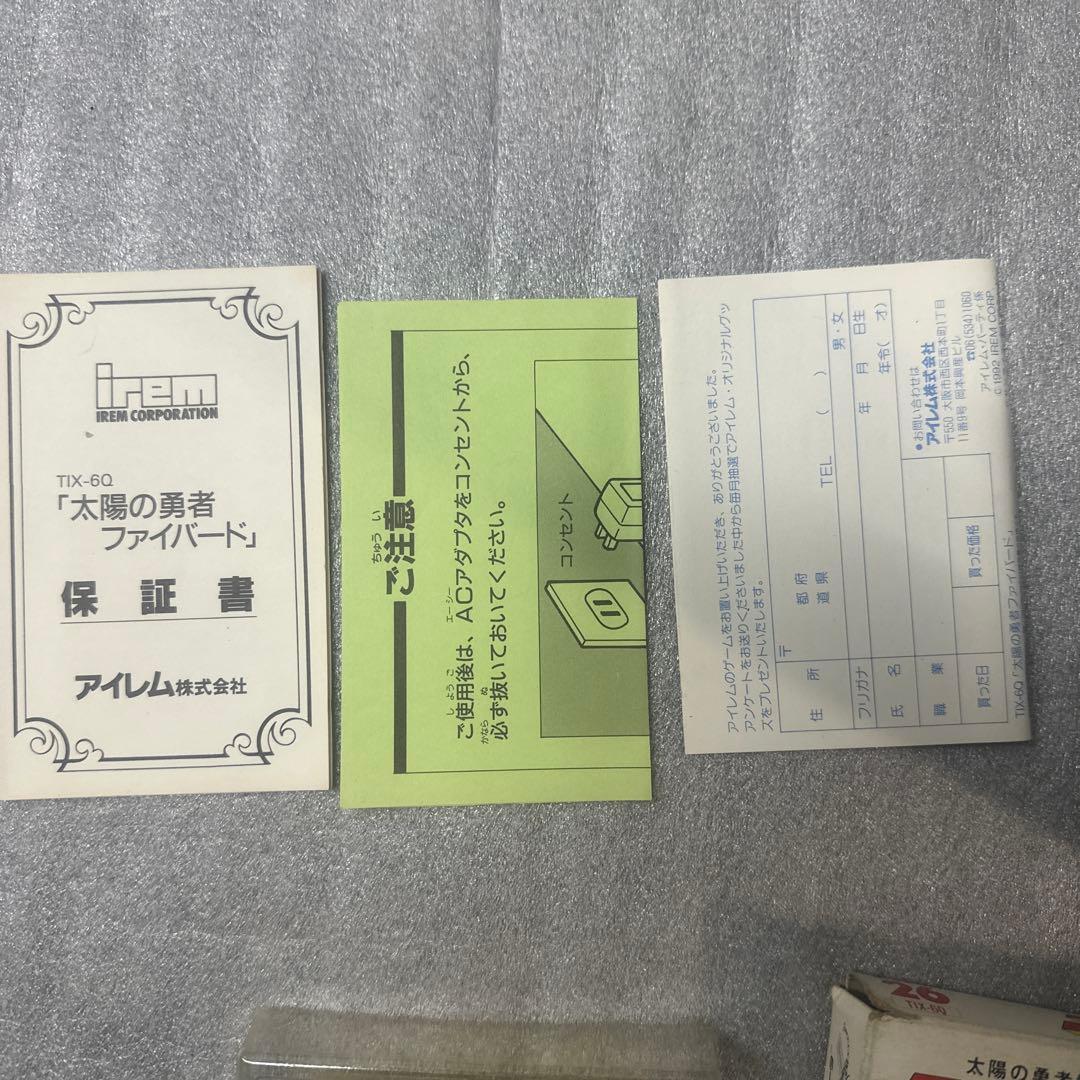 irem
IREM CORPORATION
TIX-6Q
「太陽の勇者
ファイバード」
保証書
アイレム株式会社
ちゅう い
ご注意
し よう ご エーシー
ご使用後は、ACアダプタをコンセントから、
かなら ぬ
必ず抜いておいてください。
コンセント
アイレムのゲームをお買い上げいただき、ありがとうございました。
アンケートをお送りくださいました中から毎月抽選でアイレム・オリジナルグッ
ズをプレゼントいたします。
住所
〒
都府
道県
TEL ( )
フリガナ
男・女
氏名
年 月 日生
年令( 才)
職業
買った日
買った価格
●お問い合わせは
アイレム株式会社
〒550 大阪市西区西本町1丁目
11番9号 岡本興産ビル
☎06(534)1060
アイレム・パーティ係
©1992 IREM CORP.
TIX-6Q「太陽の勇者ファイバード」
26
TIX-6Q
太陽の勇者